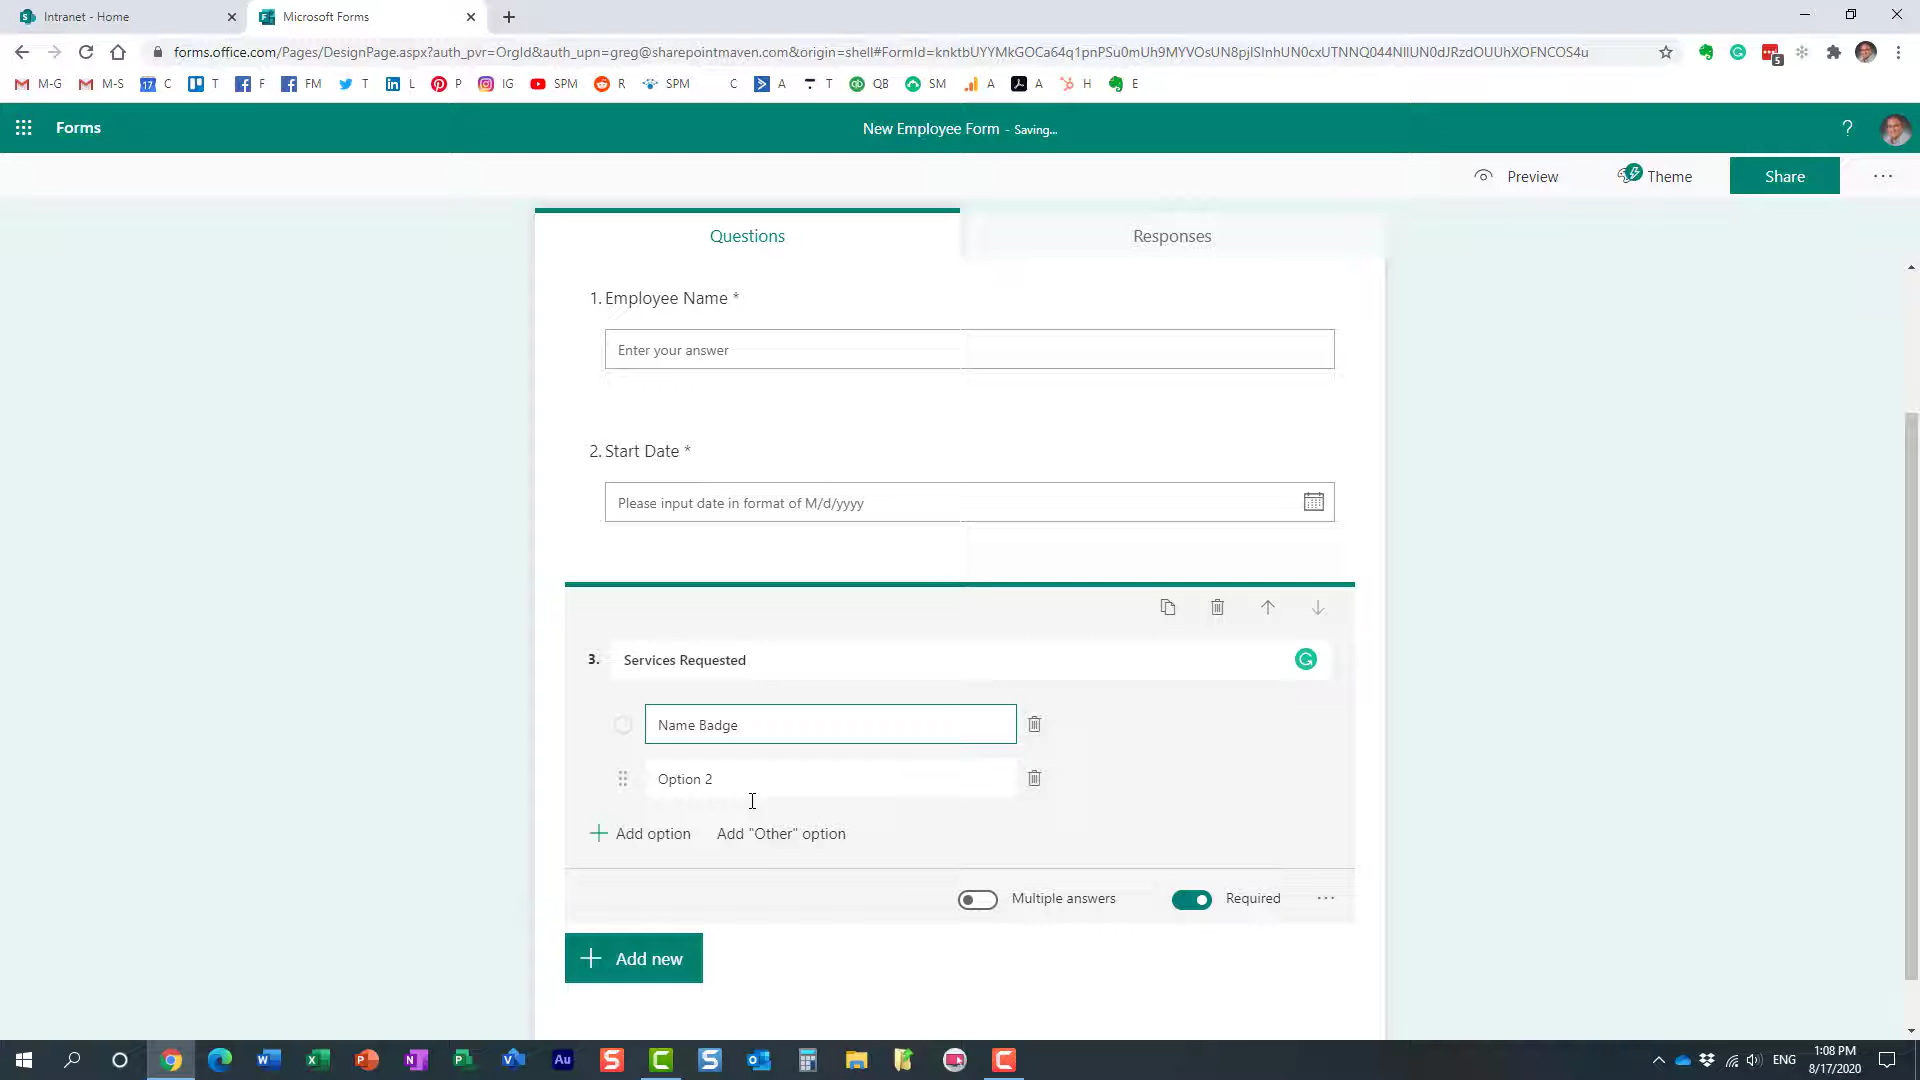 Intranet - Home
Microsoft Forms
forms.office.com/Pages/DesignPage.aspx?auth_pvr=OrgId&auth_upn=greg@sharepointmaven.com&origin=shell#FormId=
M-G
M-S
17
C
T
F
FM
T
L
P
IG
SPM
R
SPM
C
A
T
QB
SM
A
A
H
E
5
Forms
New Employee Form - Saving...
?
Preview
Theme
Share
...
Questions
Responses
1. Employee Name *
Enter your answer
2. Start Date *
Please input date in format of M/d/yyyy
3. Services Requested
Name Badge
Option 2
Add option
Add "Other" option
Multiple answers
Required
...
Add new
Au
ENG
1:08 PM
8/17/2020